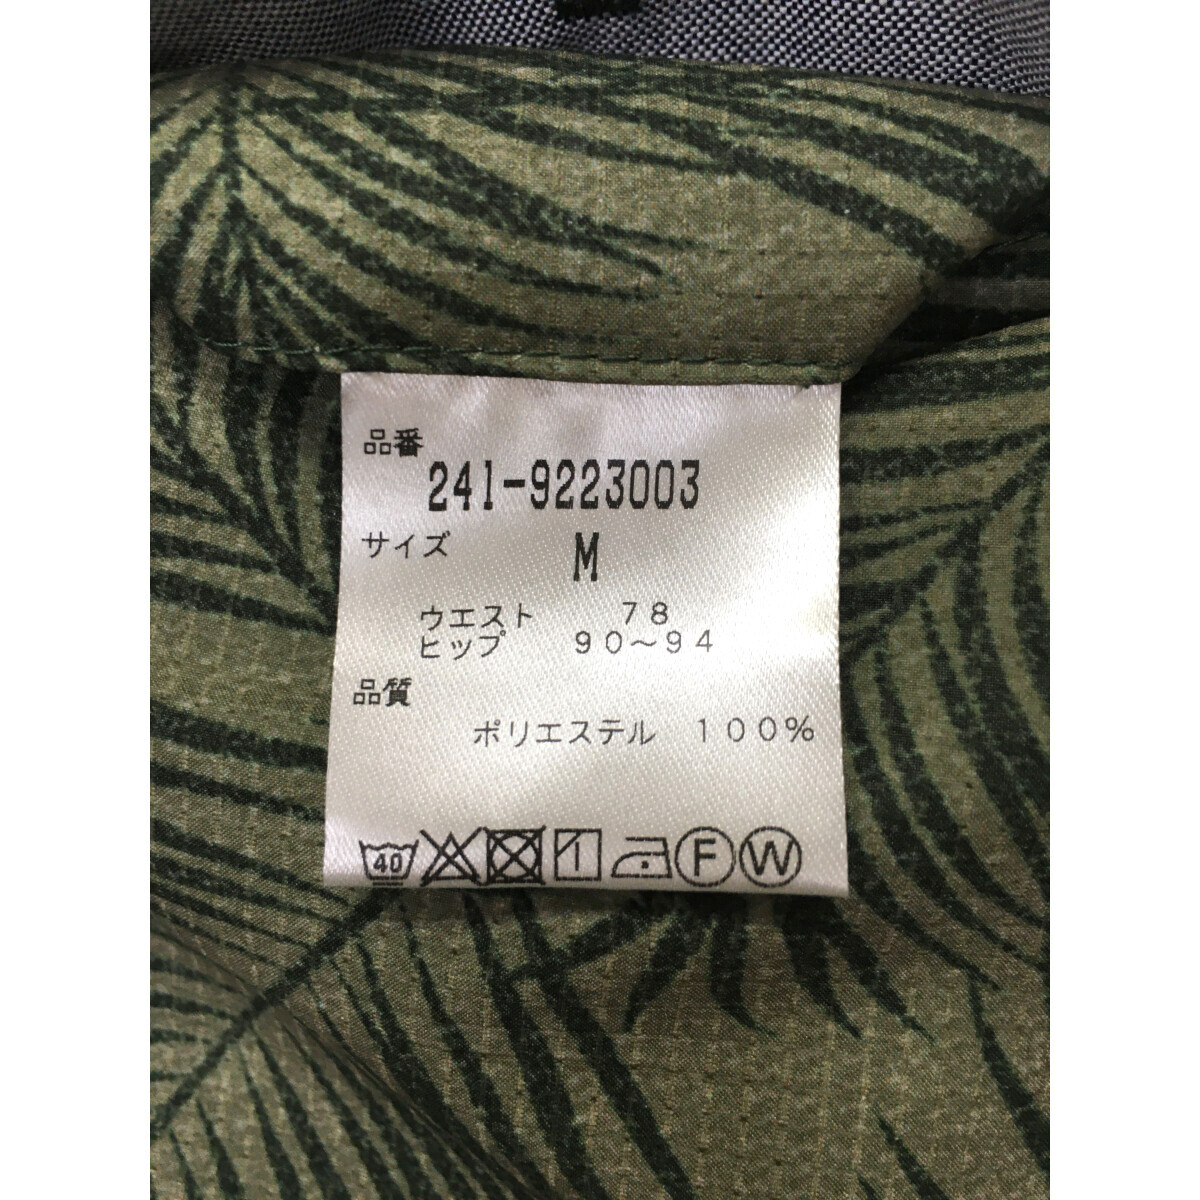 品番
241-9223003
サイズ M
ウエスト 78
ヒップ 90～94
品質
ポリエステル 100%
40 F W